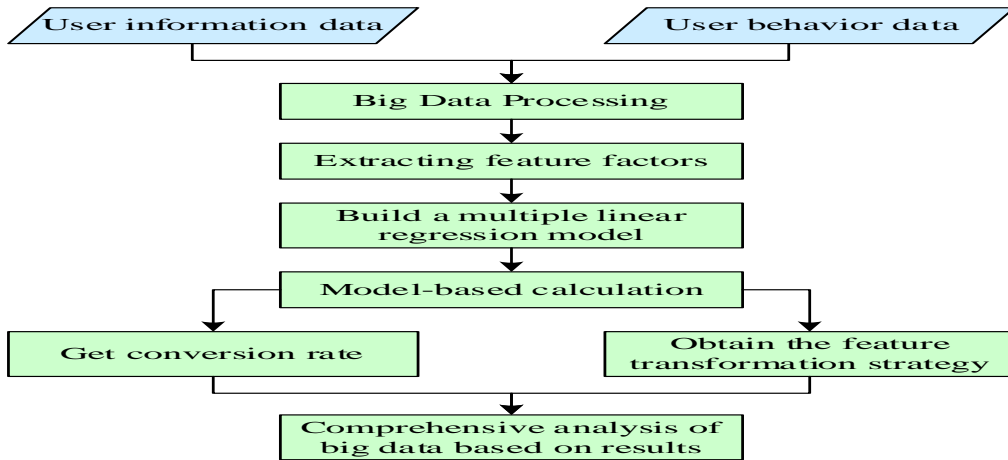 User information data
User behavior data
Big Data Processing
Extracting feature factors
Build a multiple linear
regression model
Model-based calculation
Get conversion rate
Obtain the feature
transformation strategy
Comprehensive analysis of
big data based on results